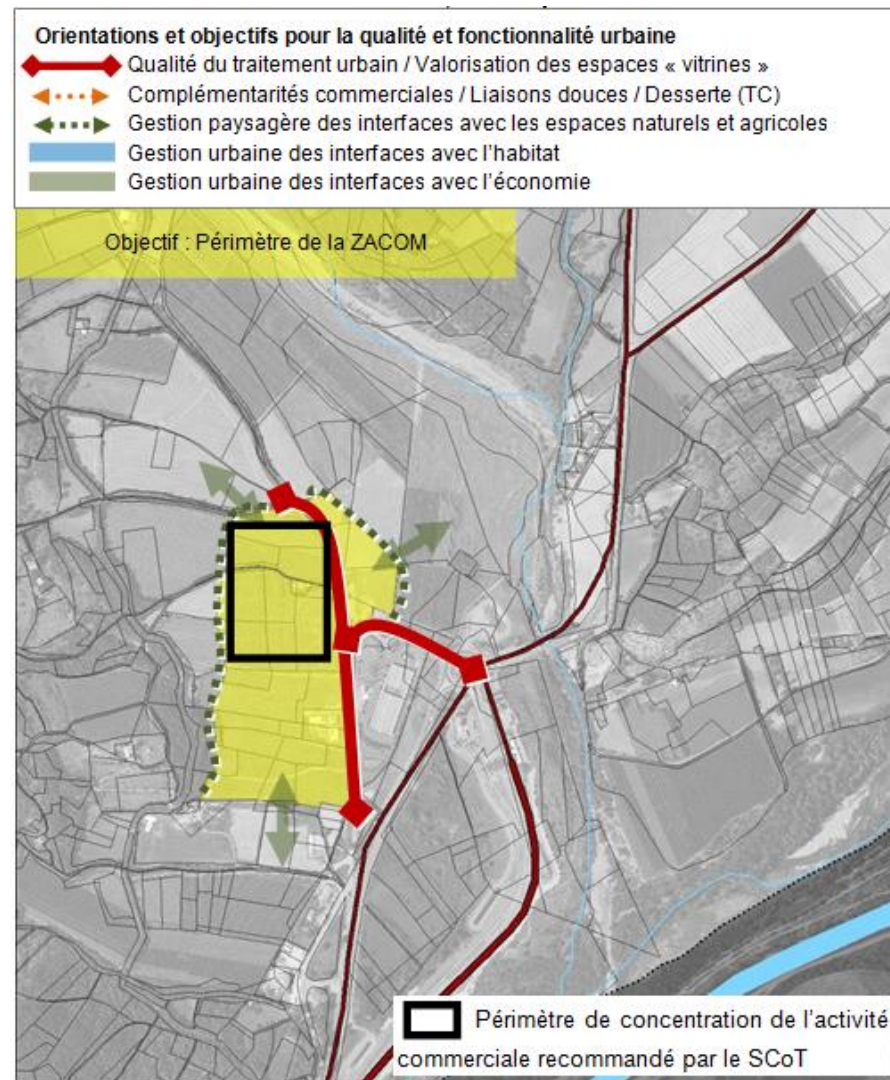 Orientations et objectifs pour la qualité et fonctionnalité urbaine
Qualité du traitement urbain / Valorisation des espaces « vitrines »
Complémentarités commerciales / Liaisons douces / Desserte (TC)
Gestion paysagère des interfaces avec les espaces naturels et agricoles
Gestion urbaine des interfaces avec l'habitat
Gestion urbaine des interfaces avec l'économie
Objectif : Périmètre de la ZACOM
Périmètre de concentration de l'activité
commerciale recommandé par le SCoT